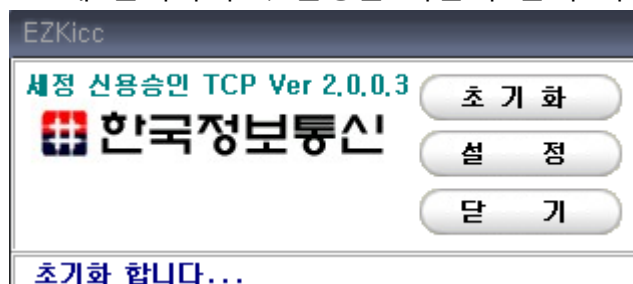 EZKicc
세정 신용승인 TCP Ver 2.0.0.3
한국정보통신
초 기 화
설 정
닫 기
초기화 합니다...